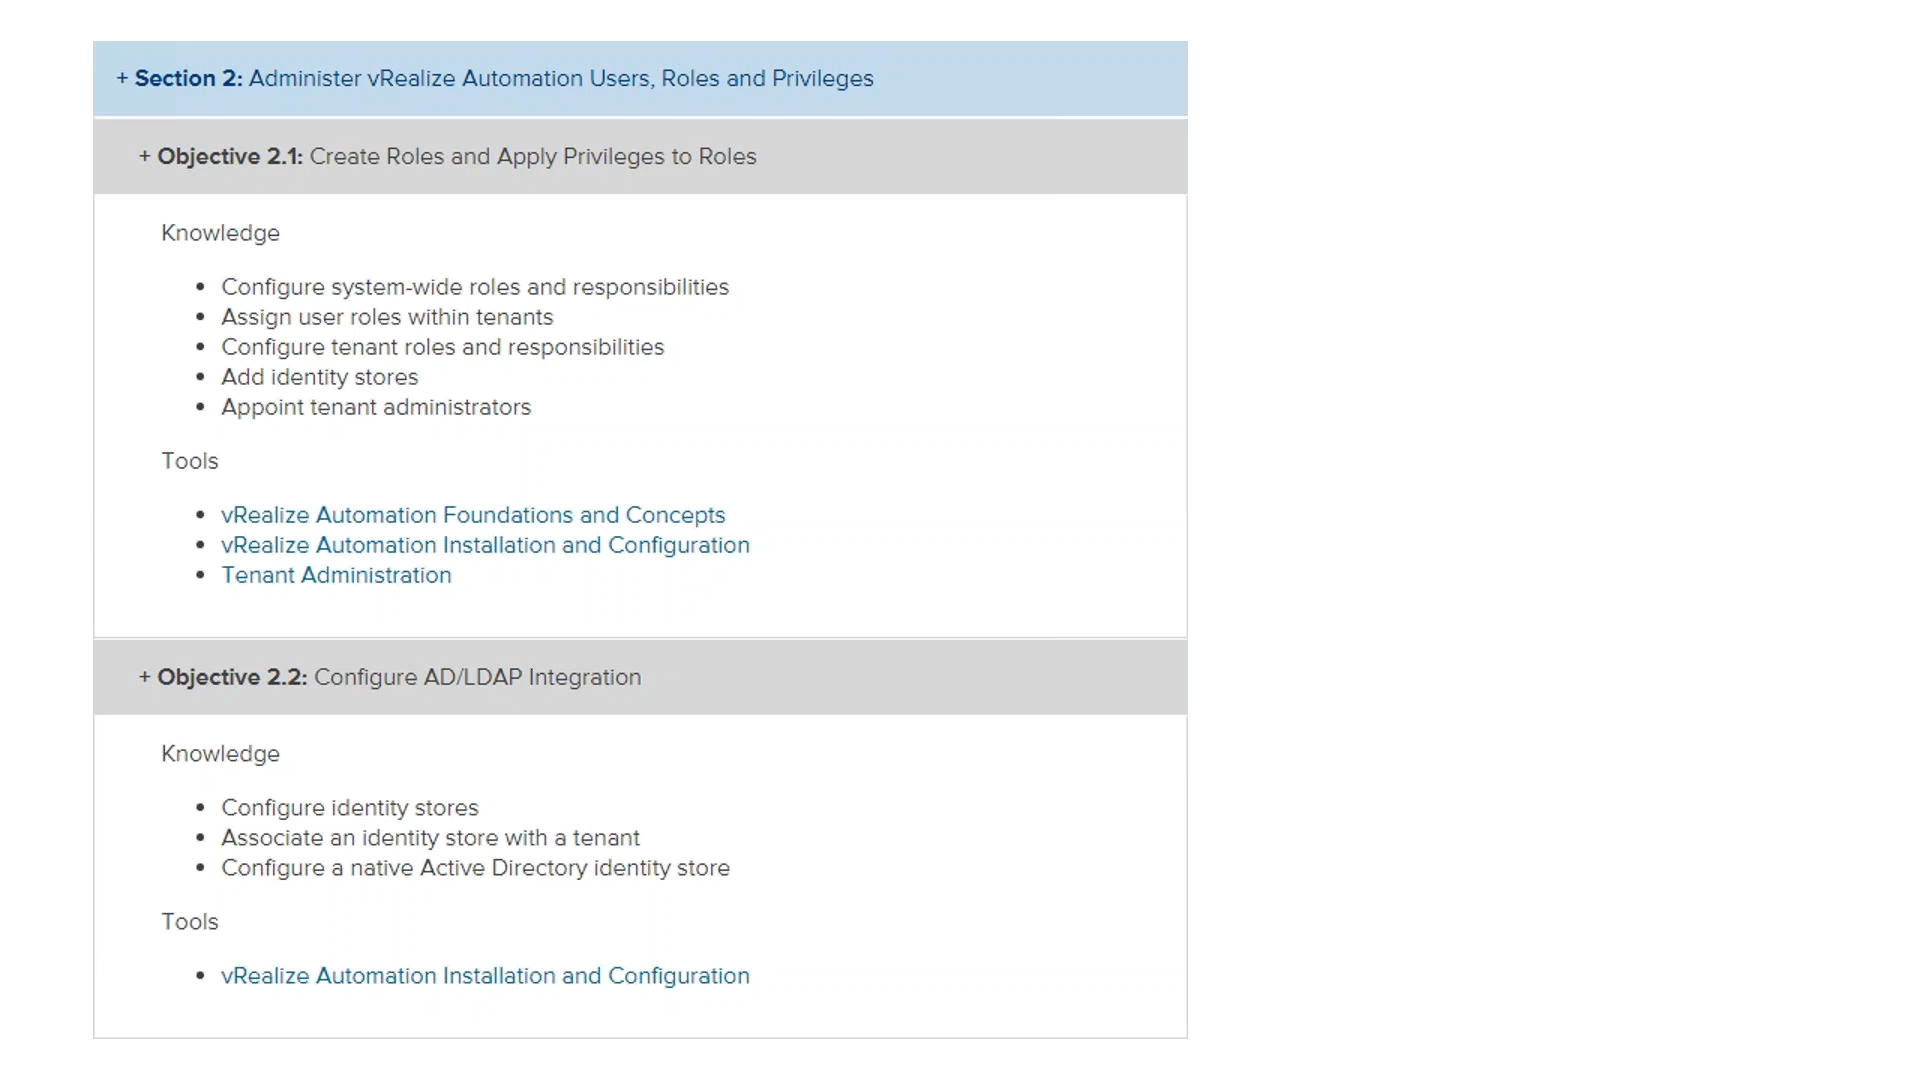 + Section 2: Administer vRealize Automation Users, Roles and Privileges
+ Objective 2.1: Create Roles and Apply Privileges to Roles
Knowledge
• Configure system-wide roles and responsibilities
• Assign user roles within tenants
• Configure tenant roles and responsibilities
• Add identity stores
• Appoint tenant administrators
Tools
• vRealize Automation Foundations and Concepts
• vRealize Automation Installation and Configuration
• Tenant Administration
+ Objective 2.2: Configure AD/LDAP Integration
Knowledge
• Configure identity stores
• Associate an identity store with a tenant
• Configure a native Active Directory identity store
Tools
• vRealize Automation Installation and Configuration